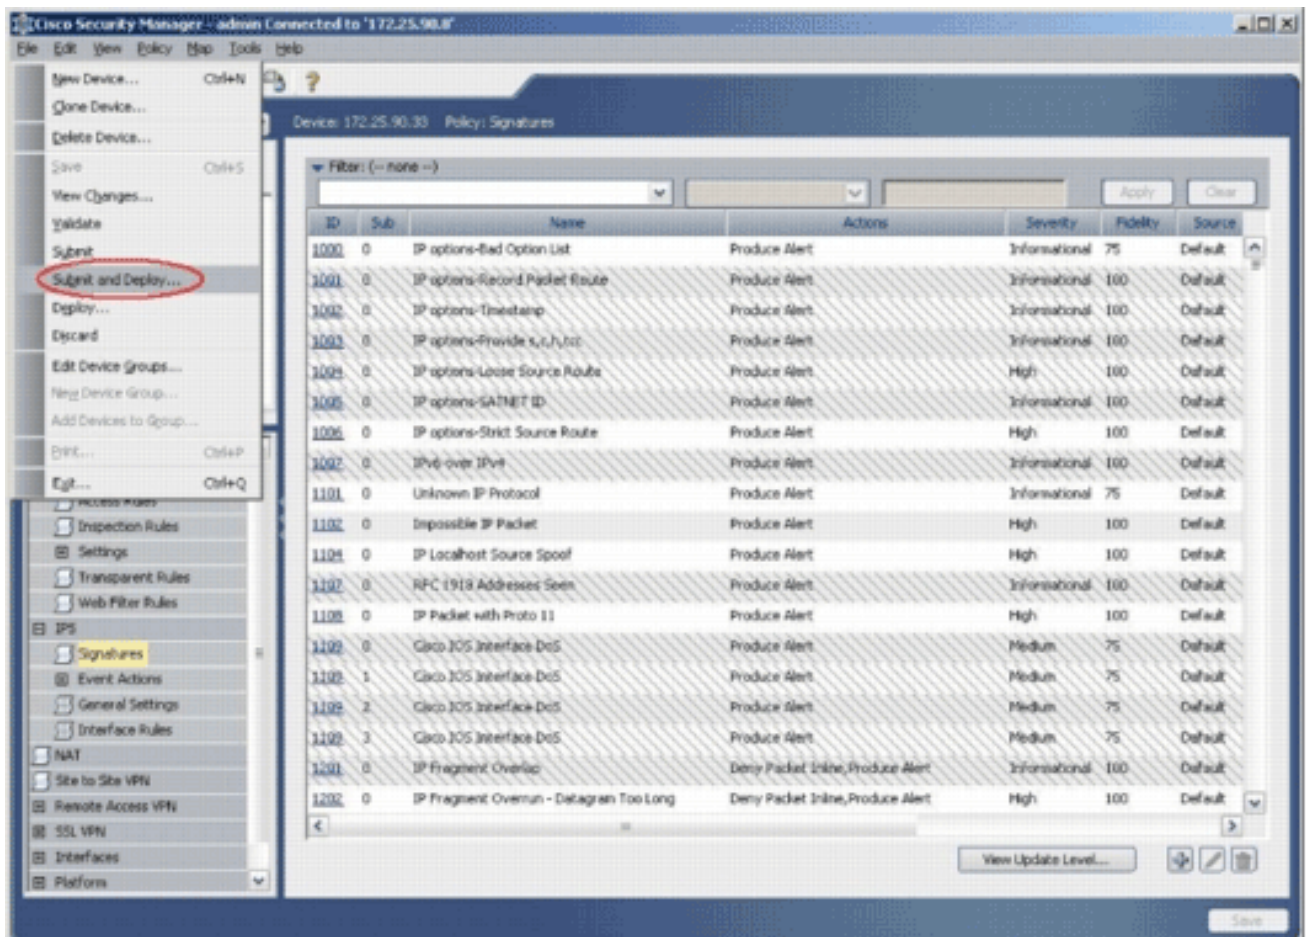 Cisco Security Manager - admin Connected to '172.25.90.8'
File Edit View Policy Map Tools Help
New Device... Ctrl+N
Clone Device...
Delete Device...
Save Ctrl+S
View Changes...
Validate
Submit
Submit and Deploy...
Deploy...
Discard
Edit Device Groups...
New Device Group...
Add Devices to Group...
Print... Ctrl+P
Exit... Ctrl+Q
Access Rules
Inspection Rules
Settings
Transparent Rules
Web Filter Rules
IPS
Signatures
Event Actions
General Settings
Interface Rules
NAT
Site to Site VPN
Remote Access VPN
SSL VPN
Interfaces
Platform
Device: 172.25.90.33 Policy: Signatures
Filter: (-- none --)
Apply Clear
ID Sub Name Actions Severity Fidelity Source
1000 0 IP options-Bad Option List Produce Alert Informational 75 Default
1001 0 IP options-Record Packet Route Produce Alert Informational 100 Default
1002 0 IP options-Timestamp Produce Alert Informational 100 Default
1003 0 IP options-Provide s,c,h,tcc Produce Alert Informational 100 Default
1004 0 IP options-Loose Source Route Produce Alert High 100 Default
1005 0 IP options-SATNET ID Produce Alert Informational 100 Default
1006 0 IP options-Strict Source Route Produce Alert High 100 Default
1007 0 IPv6 over IPv4 Produce Alert Informational 100 Default
1101 0 Unknown IP Protocol Produce Alert Informational 75 Default
1102 0 Impossible IP Packet Produce Alert High 100 Default
1104 0 IP Localhost Source Spoof Produce Alert High 100 Default
1107 0 RFC 1918 Addresses Seen Produce Alert Informational 100 Default
1108 0 IP Packet with Proto 11 Produce Alert High 100 Default
1109 0 Cisco IOS Interface DoS Produce Alert Medium 75 Default
1109 1 Cisco IOS Interface DoS Produce Alert Medium 75 Default
1109 2 Cisco IOS Interface DoS Produce Alert Medium 75 Default
1109 3 Cisco IOS Interface DoS Produce Alert Medium 75 Default
1201 0 IP Fragment Overlap Deny Packet Inline,Produce Alert Informational 100 Default
1202 0 IP Fragment Overrun - Datagram Too Long Deny Packet Inline,Produce Alert High 100 Default
View Update Level...
Save